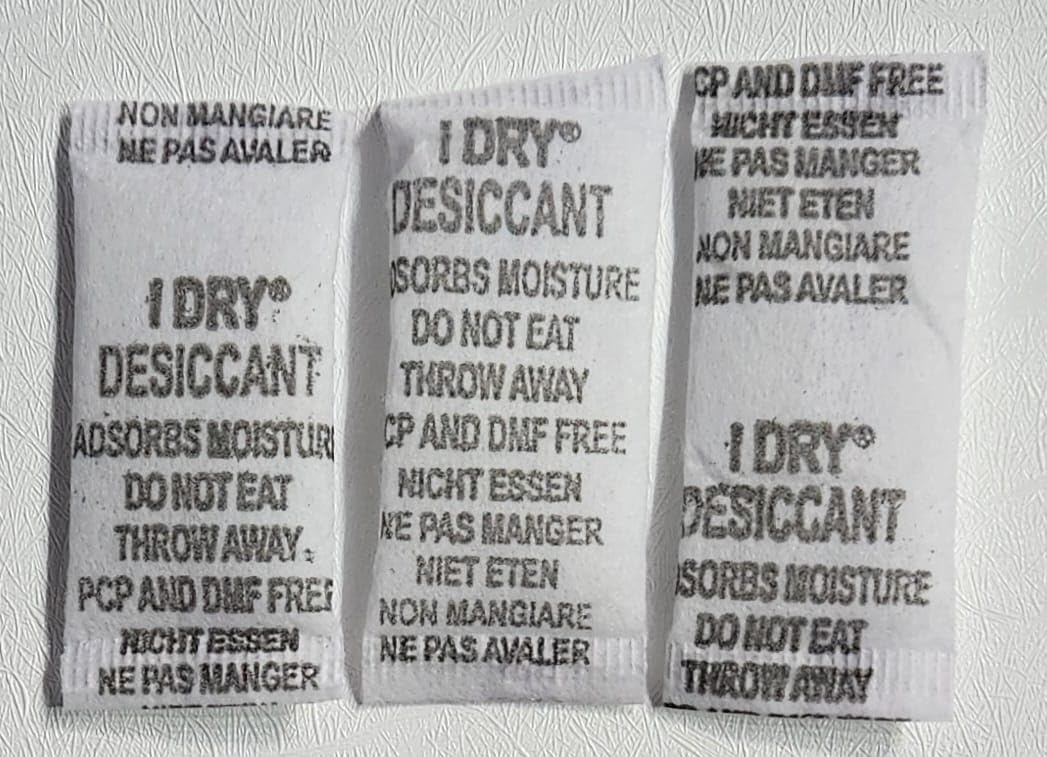 NON MANGIARE
NE PAS AVALER
I DRY®
DESICCANT
ADSORBS MOISTUR
DO NOT EAT
THROW AWAY
PCP AND DMF FREE
NICHT ESSEN
NE PAS MANGER
I DRY®
DESICCANT
DSORBS MOISTURE
DO NOT EAT
THROW AWAY
CP AND DMF FREE
NICHT ESSEN
NE PAS MANGER
NIET ETEN
NON MANGIARE
NE PAS AVALER
CP AND DMF FREE
NICHT ESSEN
NE PAS MANGER
NIET ETEN
NON MANGIARE
NE PAS AVALER
I DRY®
DESICCANT
SORBS MOISTURE
DO NOT EAT
THROW AWAY